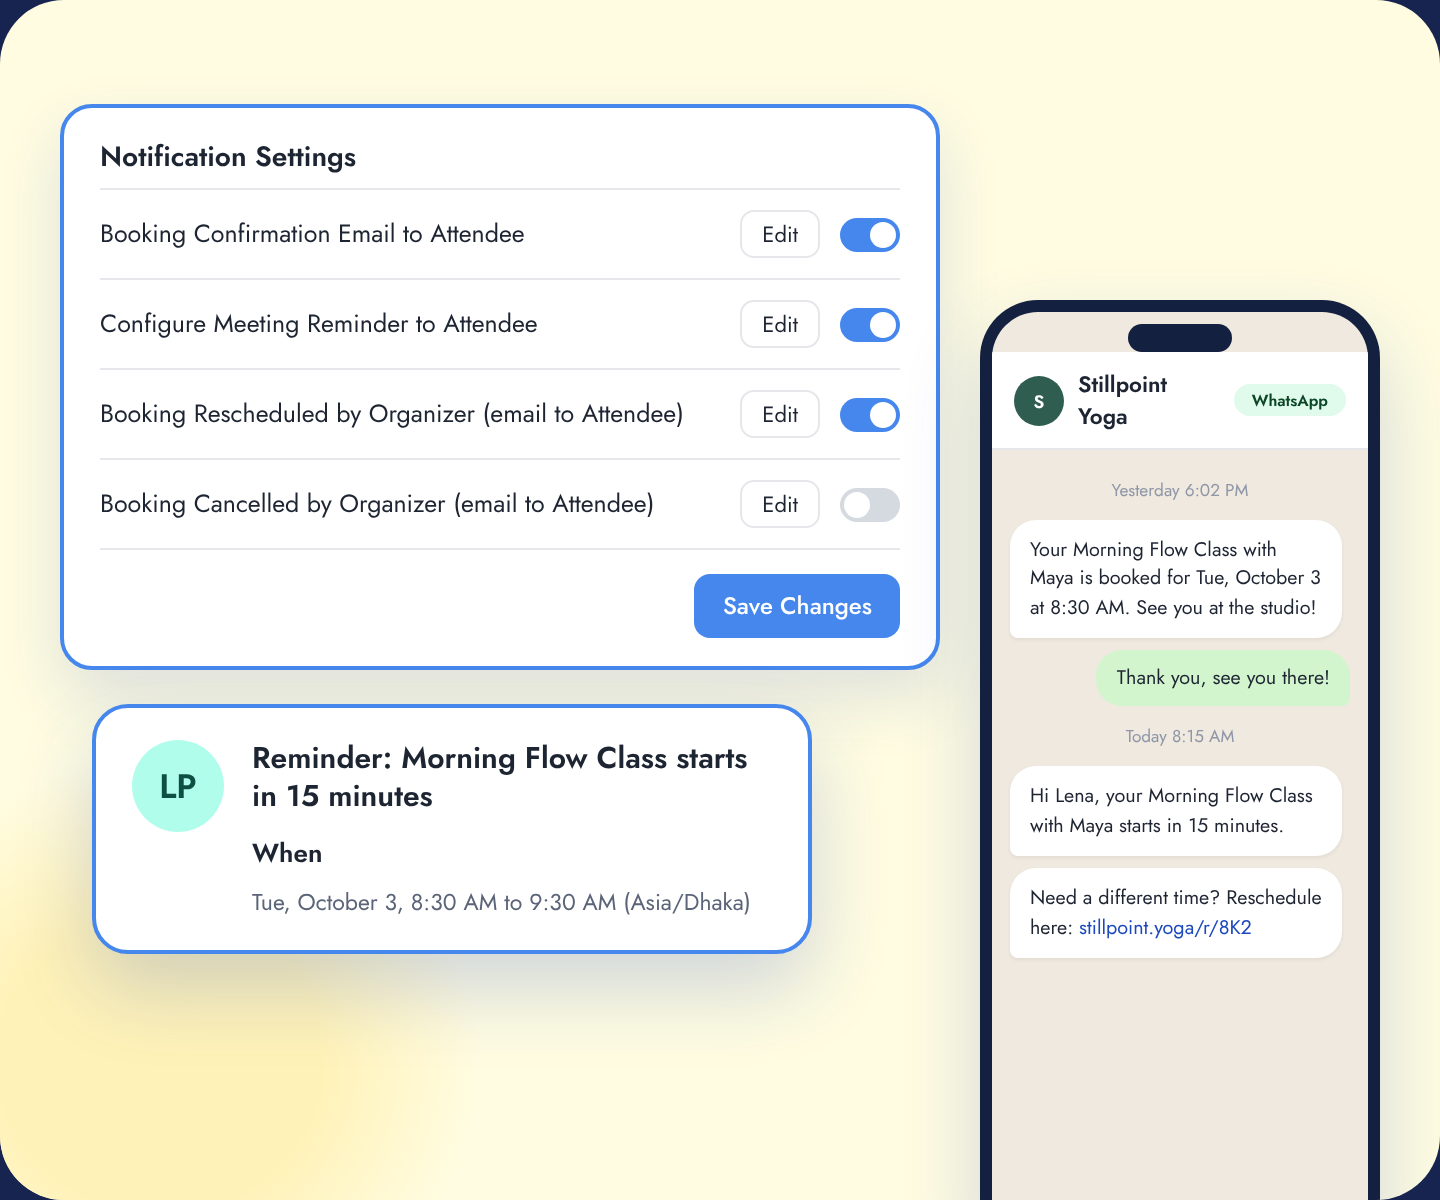 Notification Settings
Booking Confirmation Email to Attendee
Edit
Configure Meeting Reminder to Attendee
Edit
Booking Rescheduled by Organizer (email to Attendee)
Edit
Booking Cancelled by Organizer (email to Attendee)
Edit
Save Changes
LP
Reminder: Morning Flow Class starts
in 15 minutes
When
Tue, October 3, 8:30 AM to 9:30 AM (Asia/Dhaka)
S
Stillpoint
Yoga
WhatsApp
Yesterday 6:02 PM
Your Morning Flow Class with
Maya is booked for Tue, October 3
at 8:30 AM. See you at the studio!
Thank you, see you there!
Today 8:15 AM
Hi Lena, your Morning Flow Class
with Maya starts in 15 minutes.
Need a different time? Reschedule
here: stillpoint.yoga/r/8K2